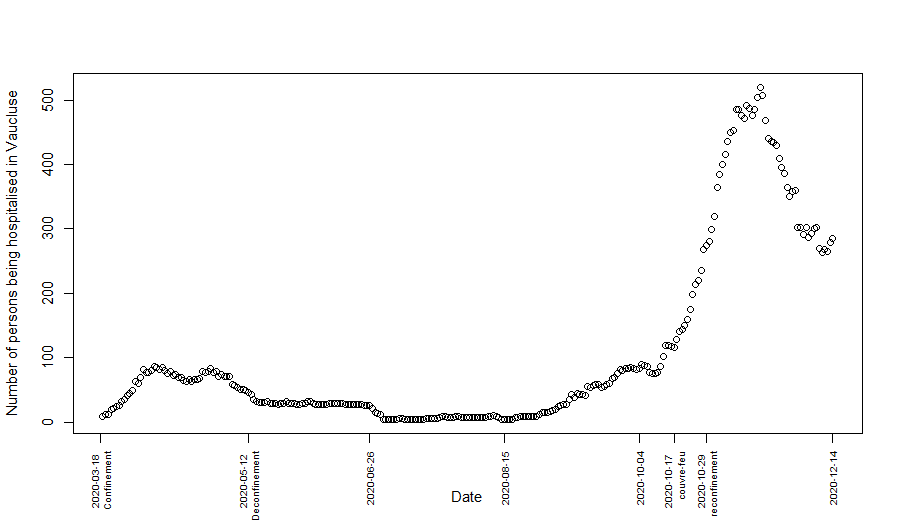 Number of persons being hospitalised in Vaucluse
500
400
300
200
100
0
2020-03-18
Confinement
2020-05-12
Deconfinement
2020-06-26
2020-08-15
2020-10-04
2020-10-17
couvre-feu
2020-10-29
reconfinement
2020-12-14
Date